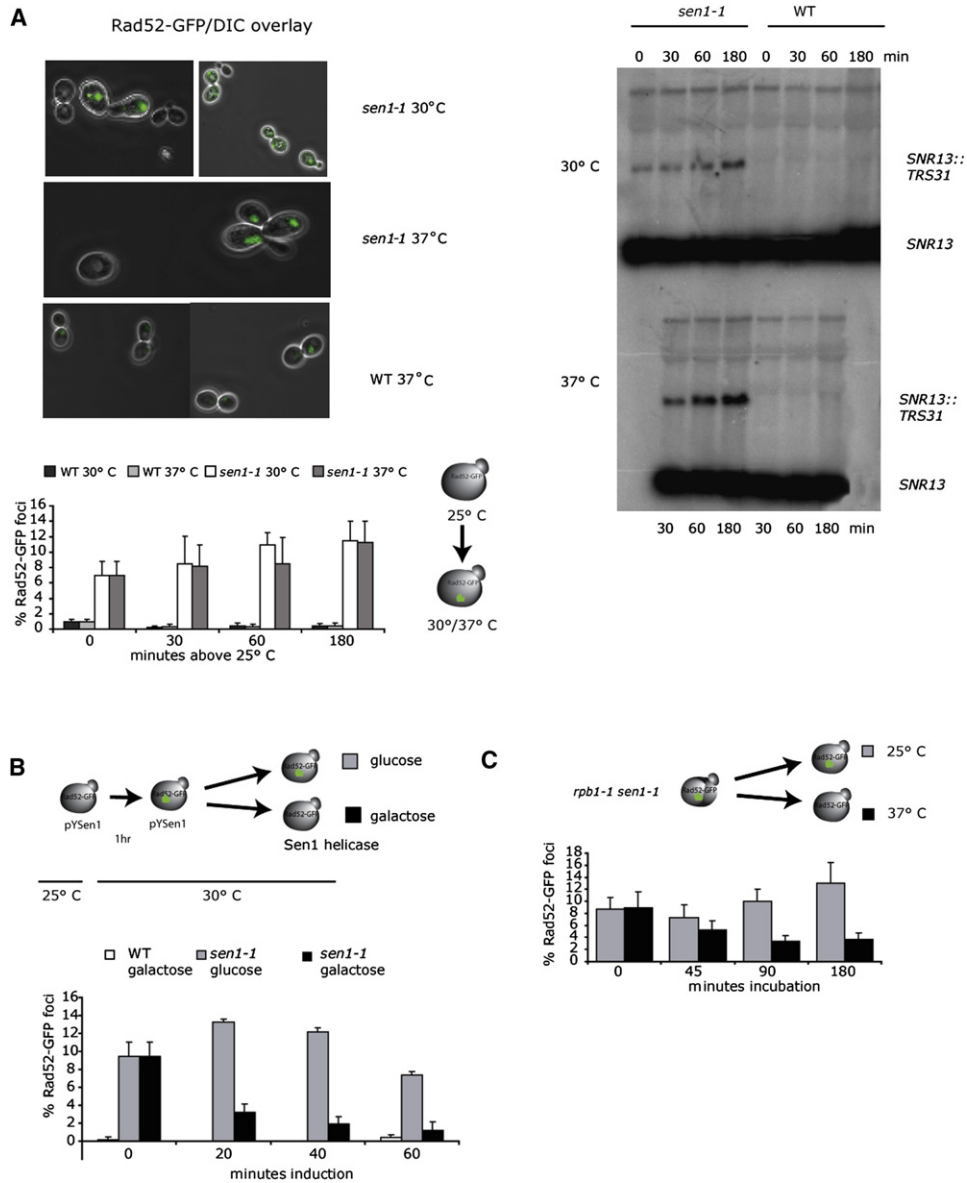 A
Rad52-GFP/DIC overlay
sen1-1 30°C
sen1-1 37°C
WT 37°C
sen1-1 WT
0 30 60 180 0 30 60 180 min
30° C
SNR13::
TRS31
SNR13
37° C
SNR13::
TRS31
SNR13
30 60 180 30 60 180 min
WT 30° C WT 37° C sen1-1 30° C sen1-1 37° C
% Rad52-GFP foci
16
14
12
10
8
6
4
2
0
0 30 60 180
minutes above 25° C
Rad52-GFP
25° C
Rad52-GFP
30°/37° C
B
Rad52-GFP
pYSen1
1hr
Rad52-GFP
pYSen1
Rad52-GFP
glucose
Rad52-GFP
galactose
Sen1 helicase
25° C
30° C
WT
galactose
sen1-1
glucose
sen1-1
galactose
% Rad52-GFP foci
16
14
12
10
8
6
4
2
0
0 20 40 60
minutes induction
C
rpb1-1 sen1-1
Rad52-GFP
Rad52-GFP
25° C
Rad52-GFP
37° C
% Rad52-GFP foci
18
16
14
12
10
8
6
4
2
0
0 45 90 180
minutes incubation